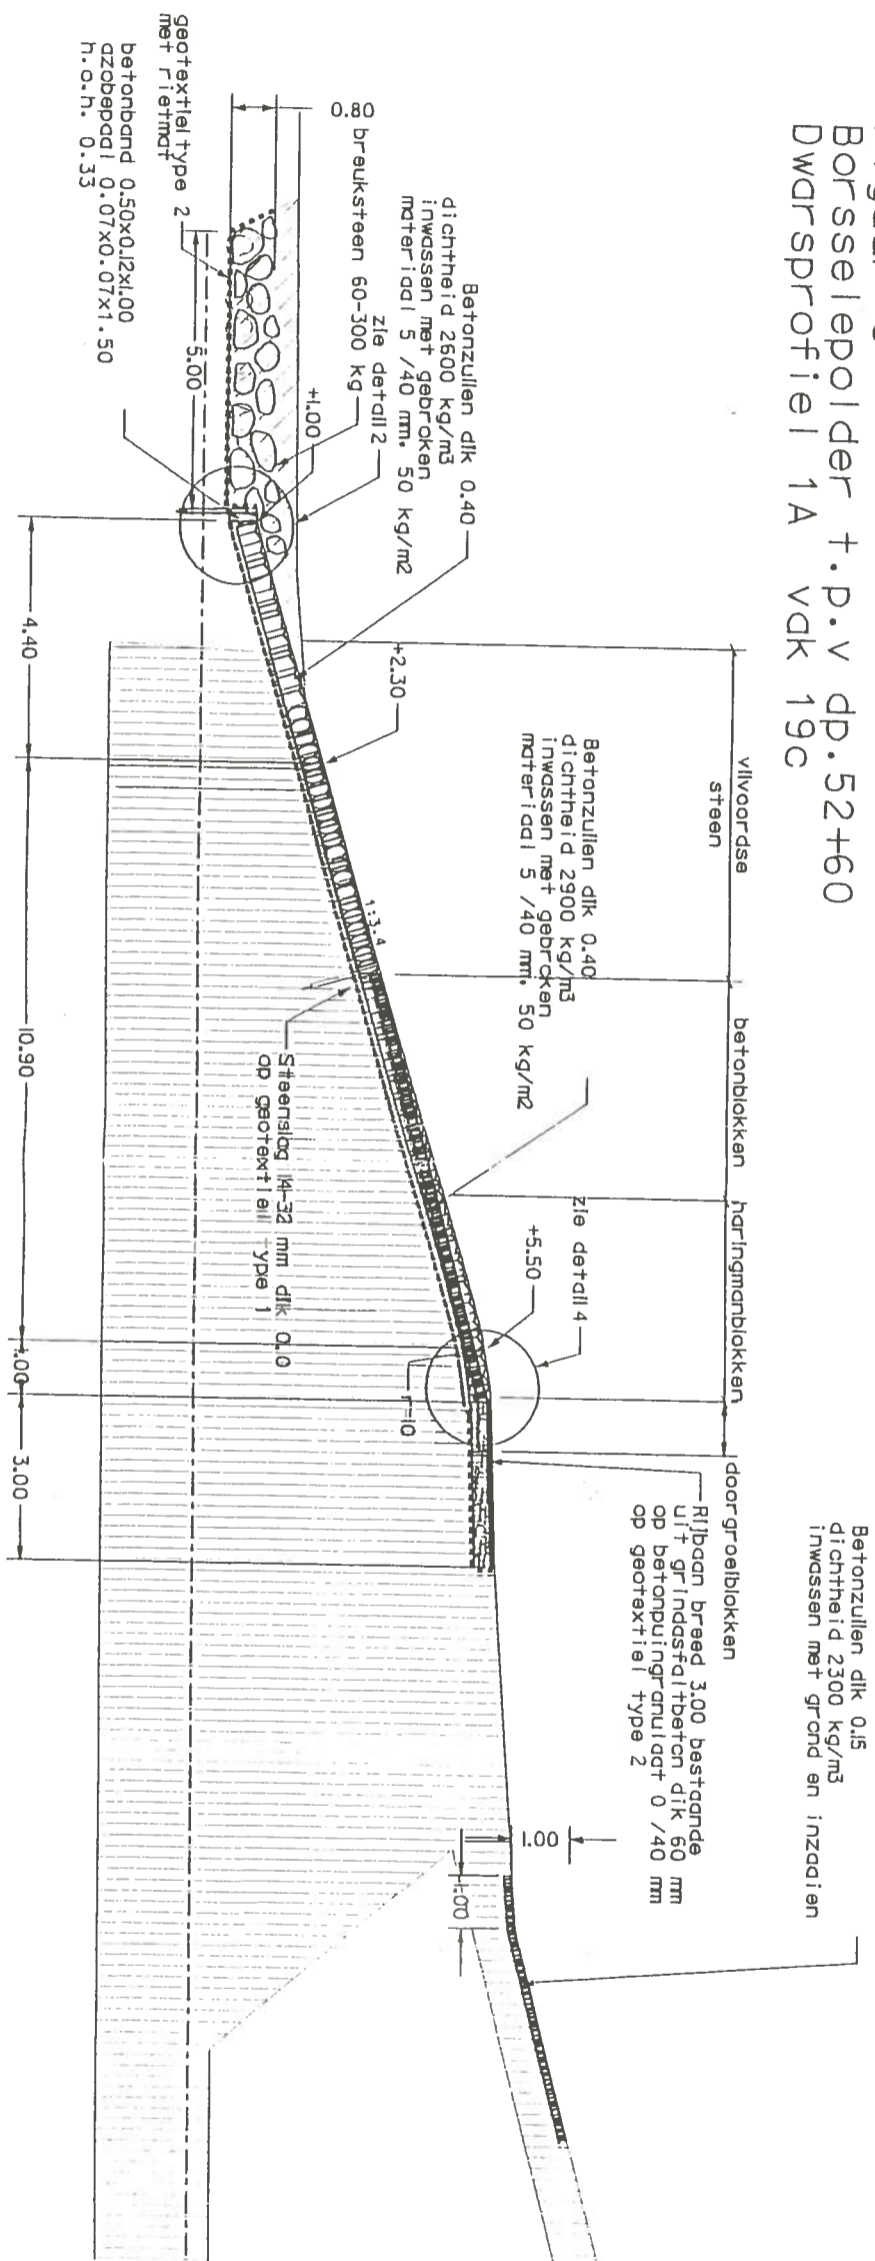 Borsselepolder t.p.v dp.52+60
Dwarsprofiel 1A vak 19c
Betonzuilen dik 0.15
dichtheid 2300 kg/m3
inwassen met grond en inzaaien
vilvoordse
steen
betonblokken
haringmanblokken
doorgroeiblokken
Rijbaan breed 3.00 bestaande
uit grindasfaltbeton dik 60 mm
op betonpuingranulaat 0 /40 mm
op geotextiel type 2
Betonzuilen dik 0.40
dichtheid 2900 kg/m3
inwassen met gebroken
materiaal 5 /40 mm. 50 kg/m2
zie detail 4
+5.50
Betonzuilen dik 0.40
dichtheid 2600 kg/m3
inwassen met gebroken
materiaal 5 /40 mm. 50 kg/m2
zie detail 2
breuksteen 60-300 kg
0.80
+1.00
+2.30
1:3.4
r=10
1.00
1.00
Steenslag 14-32 mm dik 0.10
op geotextiel type 1
geotextiel type 2
met rietmat
5.00
betonband 0.50x0.12x1.00
azobepaal 0.07x0.07x1.50
h.o.h. 0.33
4.40
10.90
1.00
3.00